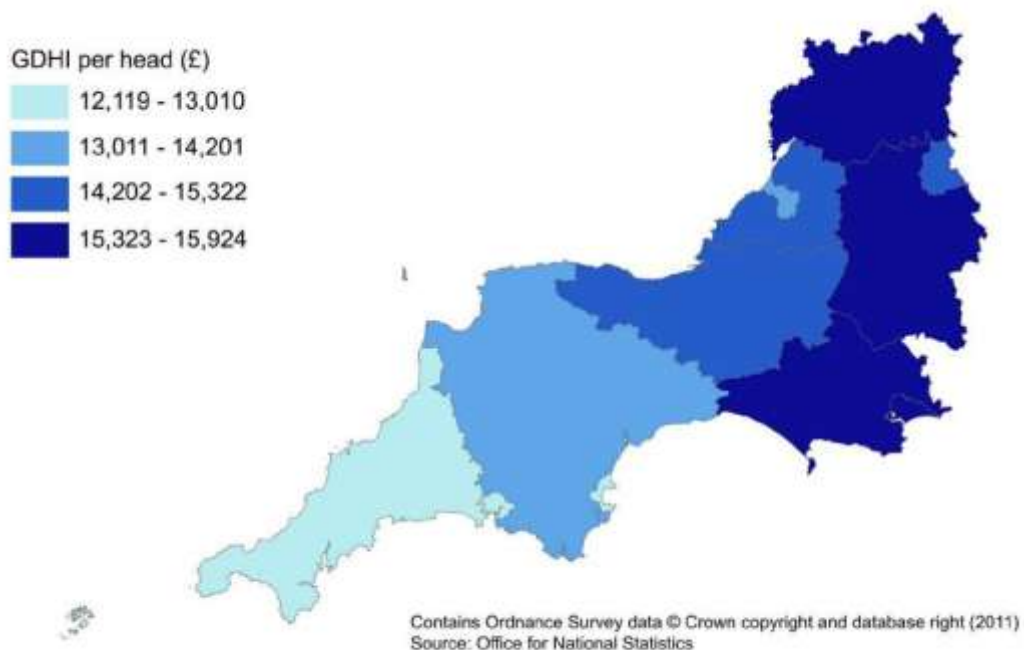 GDHI per head (£)
12,119 - 13,010
13,011 - 14,201
14,202 - 15,322
15,323 - 15,924
Contains Ordnance Survey data © Crown copyright and database right (2011)
Source: Office for National Statistics